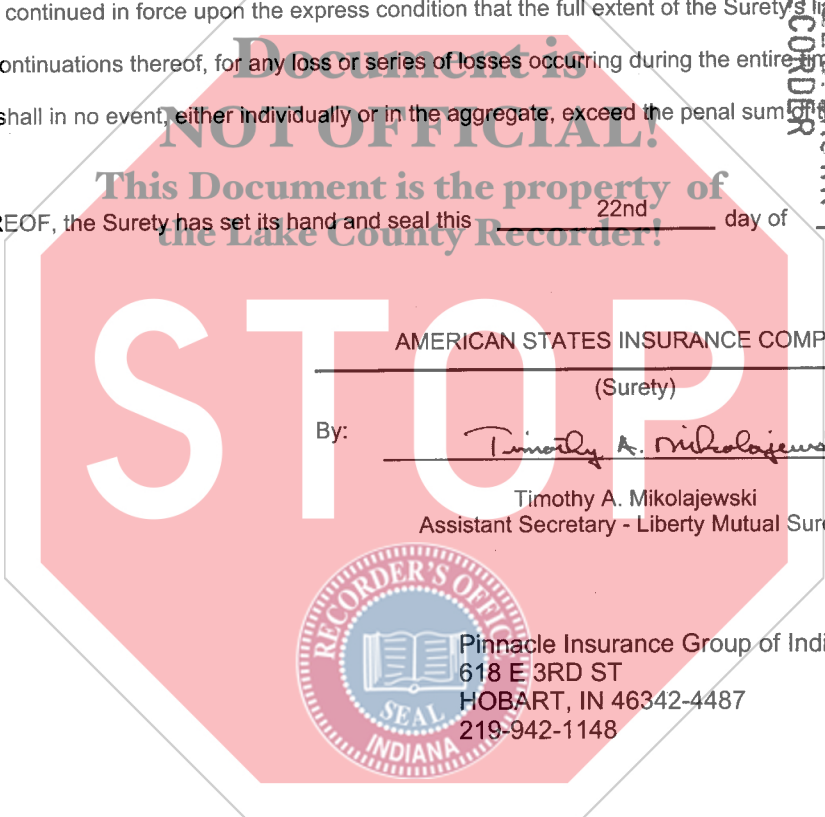 continued in force upon the express condition that the full extent of the Surety's
Document is
ontinuations thereof, for any loss or series of losses occurring during the entire
NOT OFFICIAL!
shall in no event, either individually or in the aggregate, exceed the penal sum of
This Document is the property of
REOF, the Surety has set its hand and seal this 22nd day of
the Lake County Recorder!
CORDER
STOP
AMERICAN STATES INSURANCE COMP
(Surety)
By: Timothy A. Mikolajews
Timothy A. Mikolajewski
Assistant Secretary - Liberty Mutual Sure
RECORDER'S OFFICE
SEAL
INDIANA
Pinnacle Insurance Group of Indi
618 E 3RD ST
HOBART, IN 46342-4487
219-942-1148